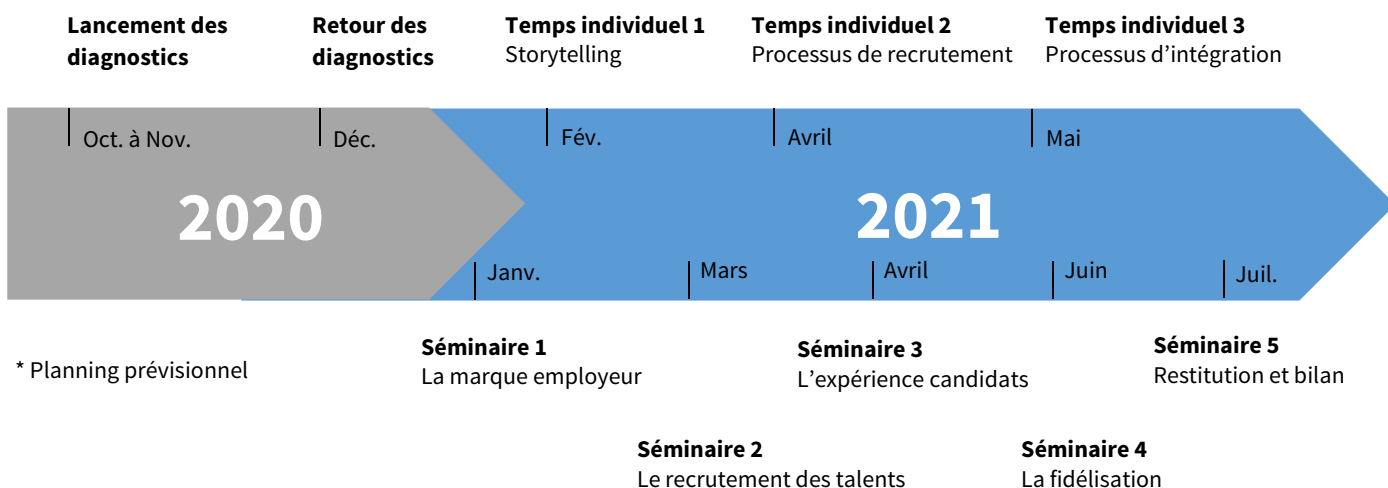 Lancement des
diagnostics
Retour des
diagnostics
Temps individuel 1
Storytelling
Temps individuel 2
Processus de recrutement
Temps individuel 3
Processus d’intégration
Oct. à Nov.
Déc.
Fév.
Avril
Mai
2020
2021
Janv.
Mars
Avril
Juin
Juil.
* Planning prévisionnel
Séminaire 1
La marque employeur
Séminaire 3
L’expérience candidats
Séminaire 5
Restitution et bilan
Séminaire 2
Le recrutement des talents
Séminaire 4
La fidélisation